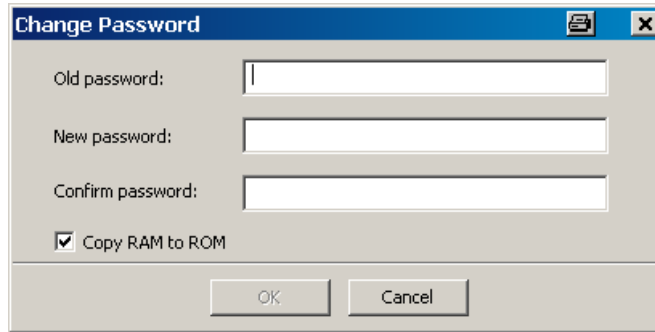 Change Password
Old password:
New password:
Confirm password:
Copy RAM to ROM
OK Cancel